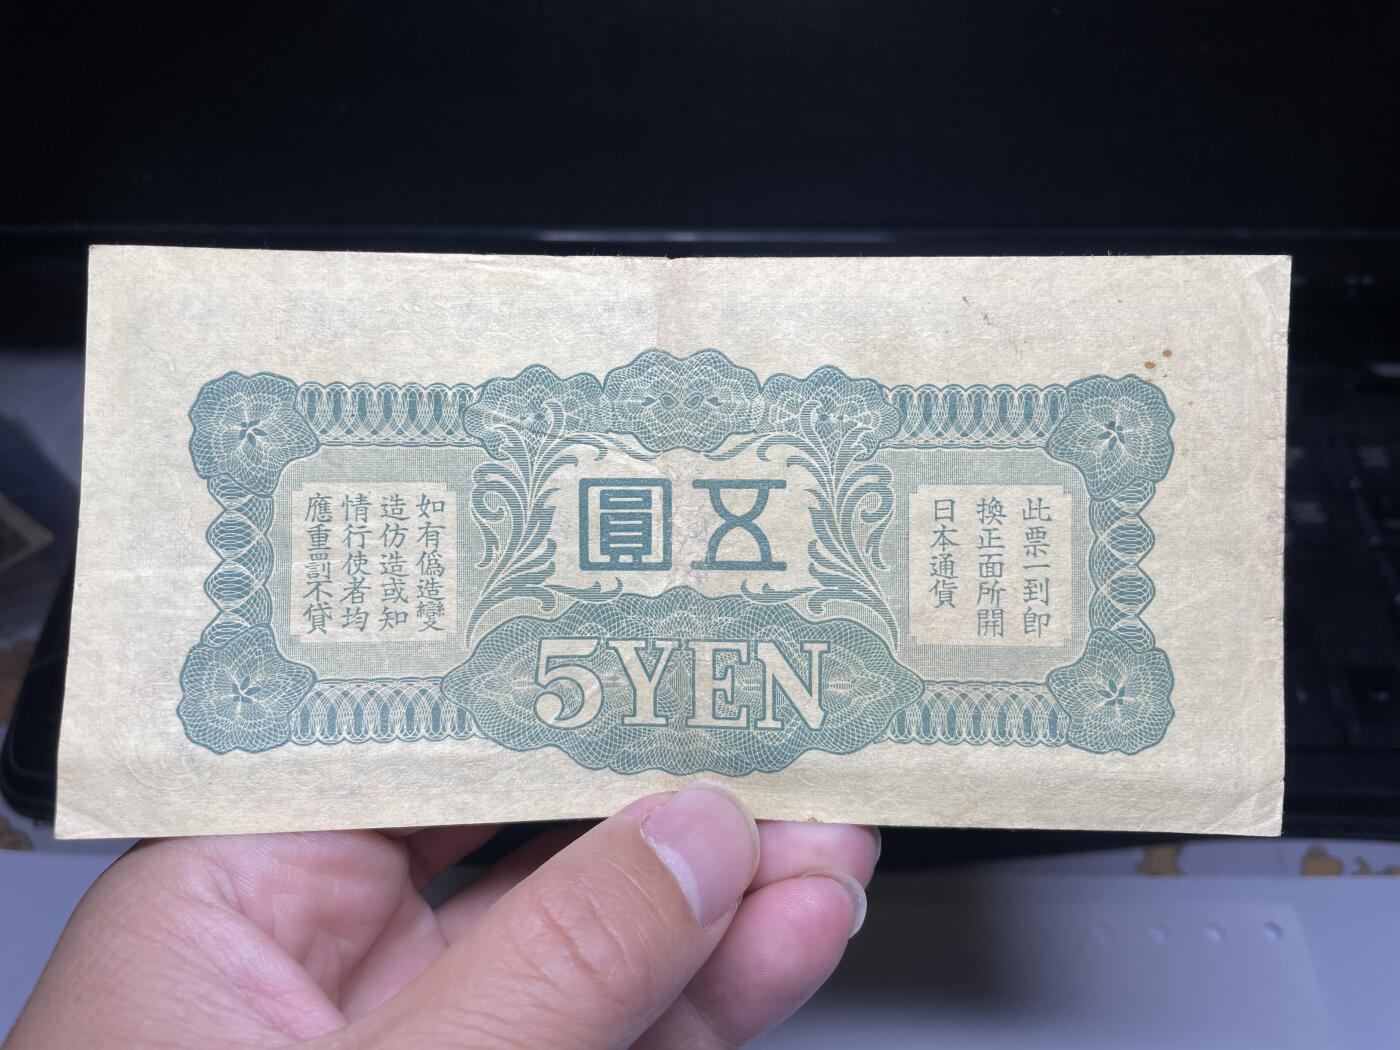 此票一到即
換正面所開
日本通貨
五圓
如有僞造變
造仿造或知
情行使者均
應重罰不貸
5YEN